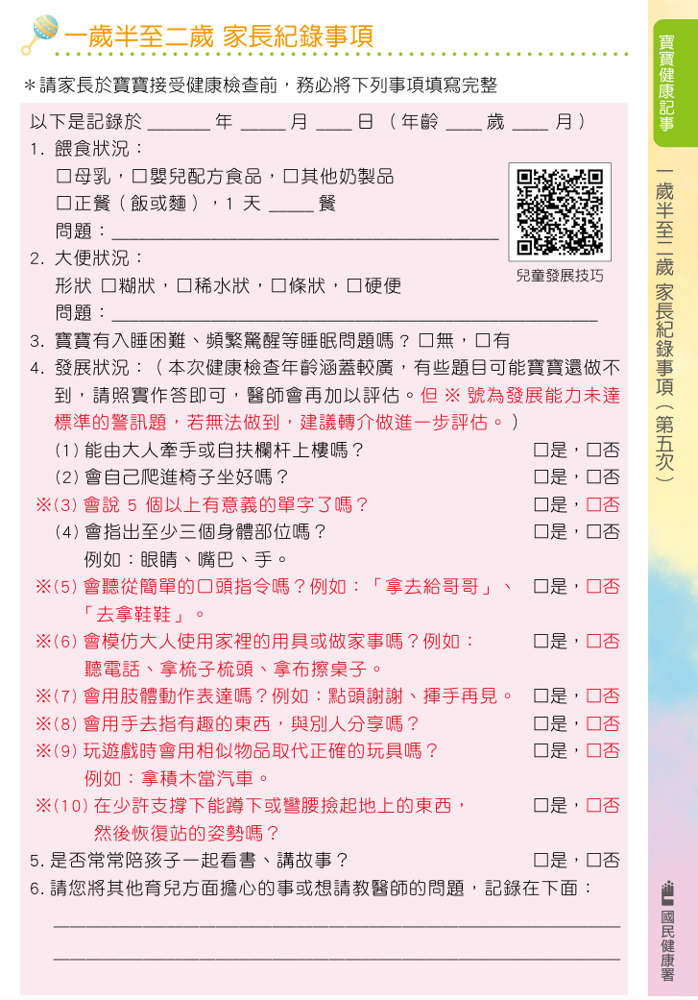 一歲半至二歲 家長紀錄事項
＊請家長於寶寶接受健康檢查前，務必將下列事項填寫完整
以下是記錄於 _______ 年 _____ 月 ____ 日 （ 年齡 ____ 歲 ____ 月 ）
1. 餵食狀況：
□母乳，□嬰兒配方食品，□其他奶製品
□正餐（ 飯或麵 ），1 天 _____ 餐
問題：___________________________________________
2. 大便狀況：
形狀 □糊狀，□稀水狀，□條狀，□硬便
問題：______________________________________________________
兒童發展技巧
3. 寶寶有入睡困難、頻繁驚醒等睡眠問題嗎？□無，□有
4. 發展狀況：（ 本次健康檢查年齡涵蓋較廣，有些題目可能寶寶還做不
到，請照實作答即可，醫師會再加以評估。但 ※ 號為發展能力未達
標準的警訊題，若無法做到，建議轉介做進一步評估。）
(1) 能由大人牽手或自扶欄杆上樓嗎？ □是，□否
(2) 會自己爬進椅子坐好嗎？ □是，□否
※(3) 會說 5 個以上有意義的單字了嗎？ □是，□否
(4) 會指出至少三個身體部位嗎？ □是，□否
例如：眼睛、嘴巴、手。
※(5) 會聽從簡單的口頭指令嗎？例如：「 拿去給哥哥 」、 □是，□否
「 去拿鞋鞋 」。
※(6) 會模仿大人使用家裡的用具或做家事嗎？例如： □是，□否
聽電話、拿梳子梳頭、拿布擦桌子。
※(7) 會用肢體動作表達嗎？例如：點頭謝謝、揮手再見。 □是，□否
※(8) 會用手去指有趣的東西，與別人分享嗎？ □是，□否
※(9) 玩遊戲時會用相似物品取代正確的玩具嗎？ □是，□否
例如：拿積木當汽車。
※(10) 在少許支撐下能蹲下或彎腰撿起地上的東西， □是，□否
然後恢復站的姿勢嗎？
5. 是否常常陪孩子一起看書、講故事？ □是，□否
6. 請您將其他育兒方面擔心的事或想請教醫師的問題，記錄在下面：
_______________________________________________________________
_______________________________________________________________
寶寶健康記事
一歲半至二歲 家長紀錄事項（第五次）
國民健康署